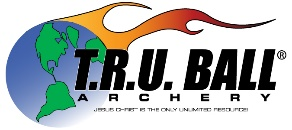 T.R.U. BALL®
ARCHERY
JESUS CHRIST IS THE ONLY UNLIMITED RESOURCE!